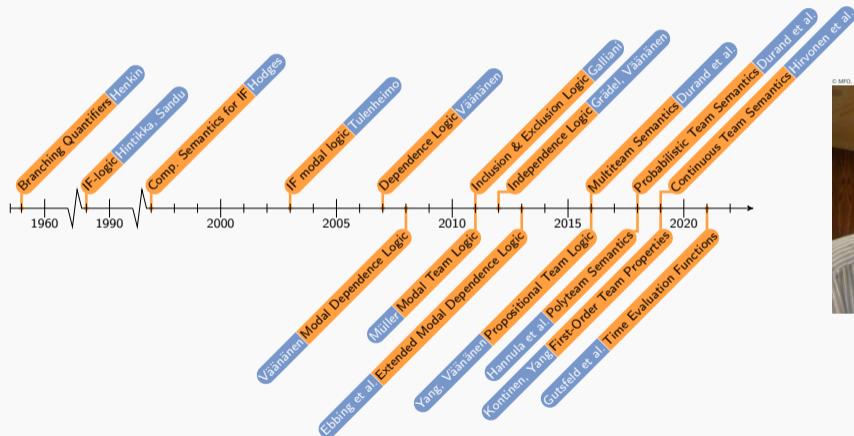 Branching Quantifiers Henkin
IF-logic Hintikka, Sandu
Comp. Semantics for IF Hodges
IF modal logic Tulenheimo
Dependence Logic Väänänen
Inclusion & Exclusion Logic Galliani
Independence Logic Grädel, Väänänen
Multiteam Semantics Durand et al.
Probabilistic Team Semantics Durand et al.
Continuous Team Semantics Hirvonen et al.
© MFO,
1960
1990
2000
2005
2010
2015
2020
Väänänen Modal Dependence Logic
Müller Modal Team Logic
Ebbing et al. Extended Modal Dependence Logic
Yang, Väänänen Propositional Team Logic
Hannula et al. Polyteam Semantics
Kontinen, Yang First-Order Team Properties
Gutsfeld et al. Time Evaluation Functions